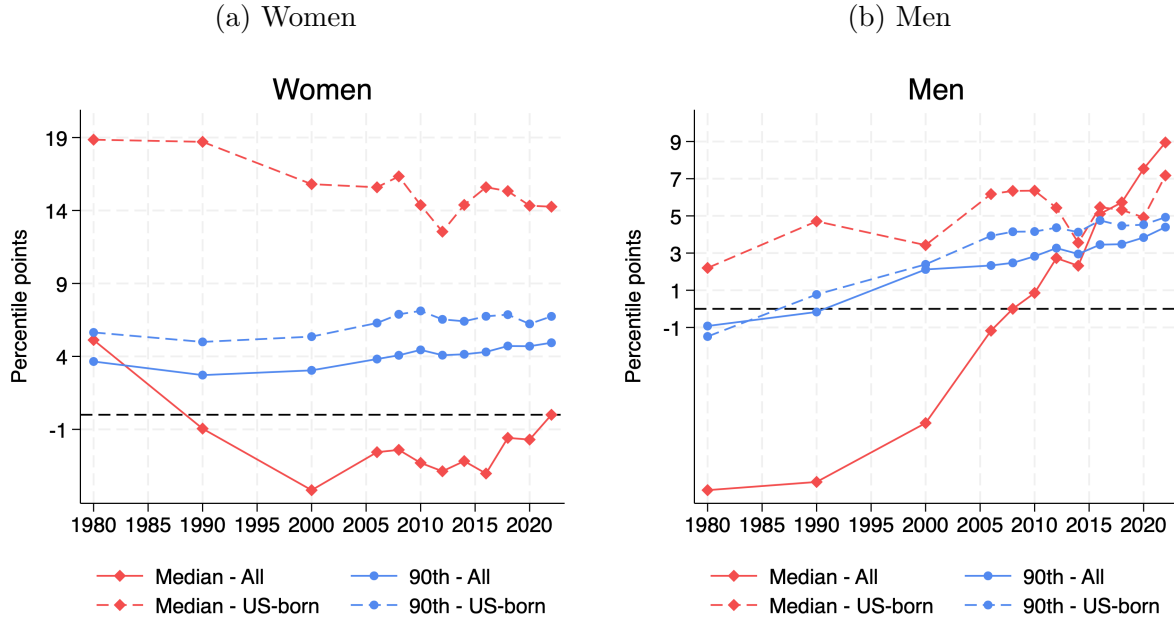 (a) Women
(b) Men
Women
Percentile points
19
14
9
4
-1
1980 1985 1990 1995 2000 2005 2010 2015 2020
Median - All
90th - All
Median - US-born
90th - US-born
Men
Percentile points
9
7
5
3
1
-1
1980 1985 1990 1995 2000 2005 2010 2015 2020
Median - All
90th - All
Median - US-born
90th - US-born